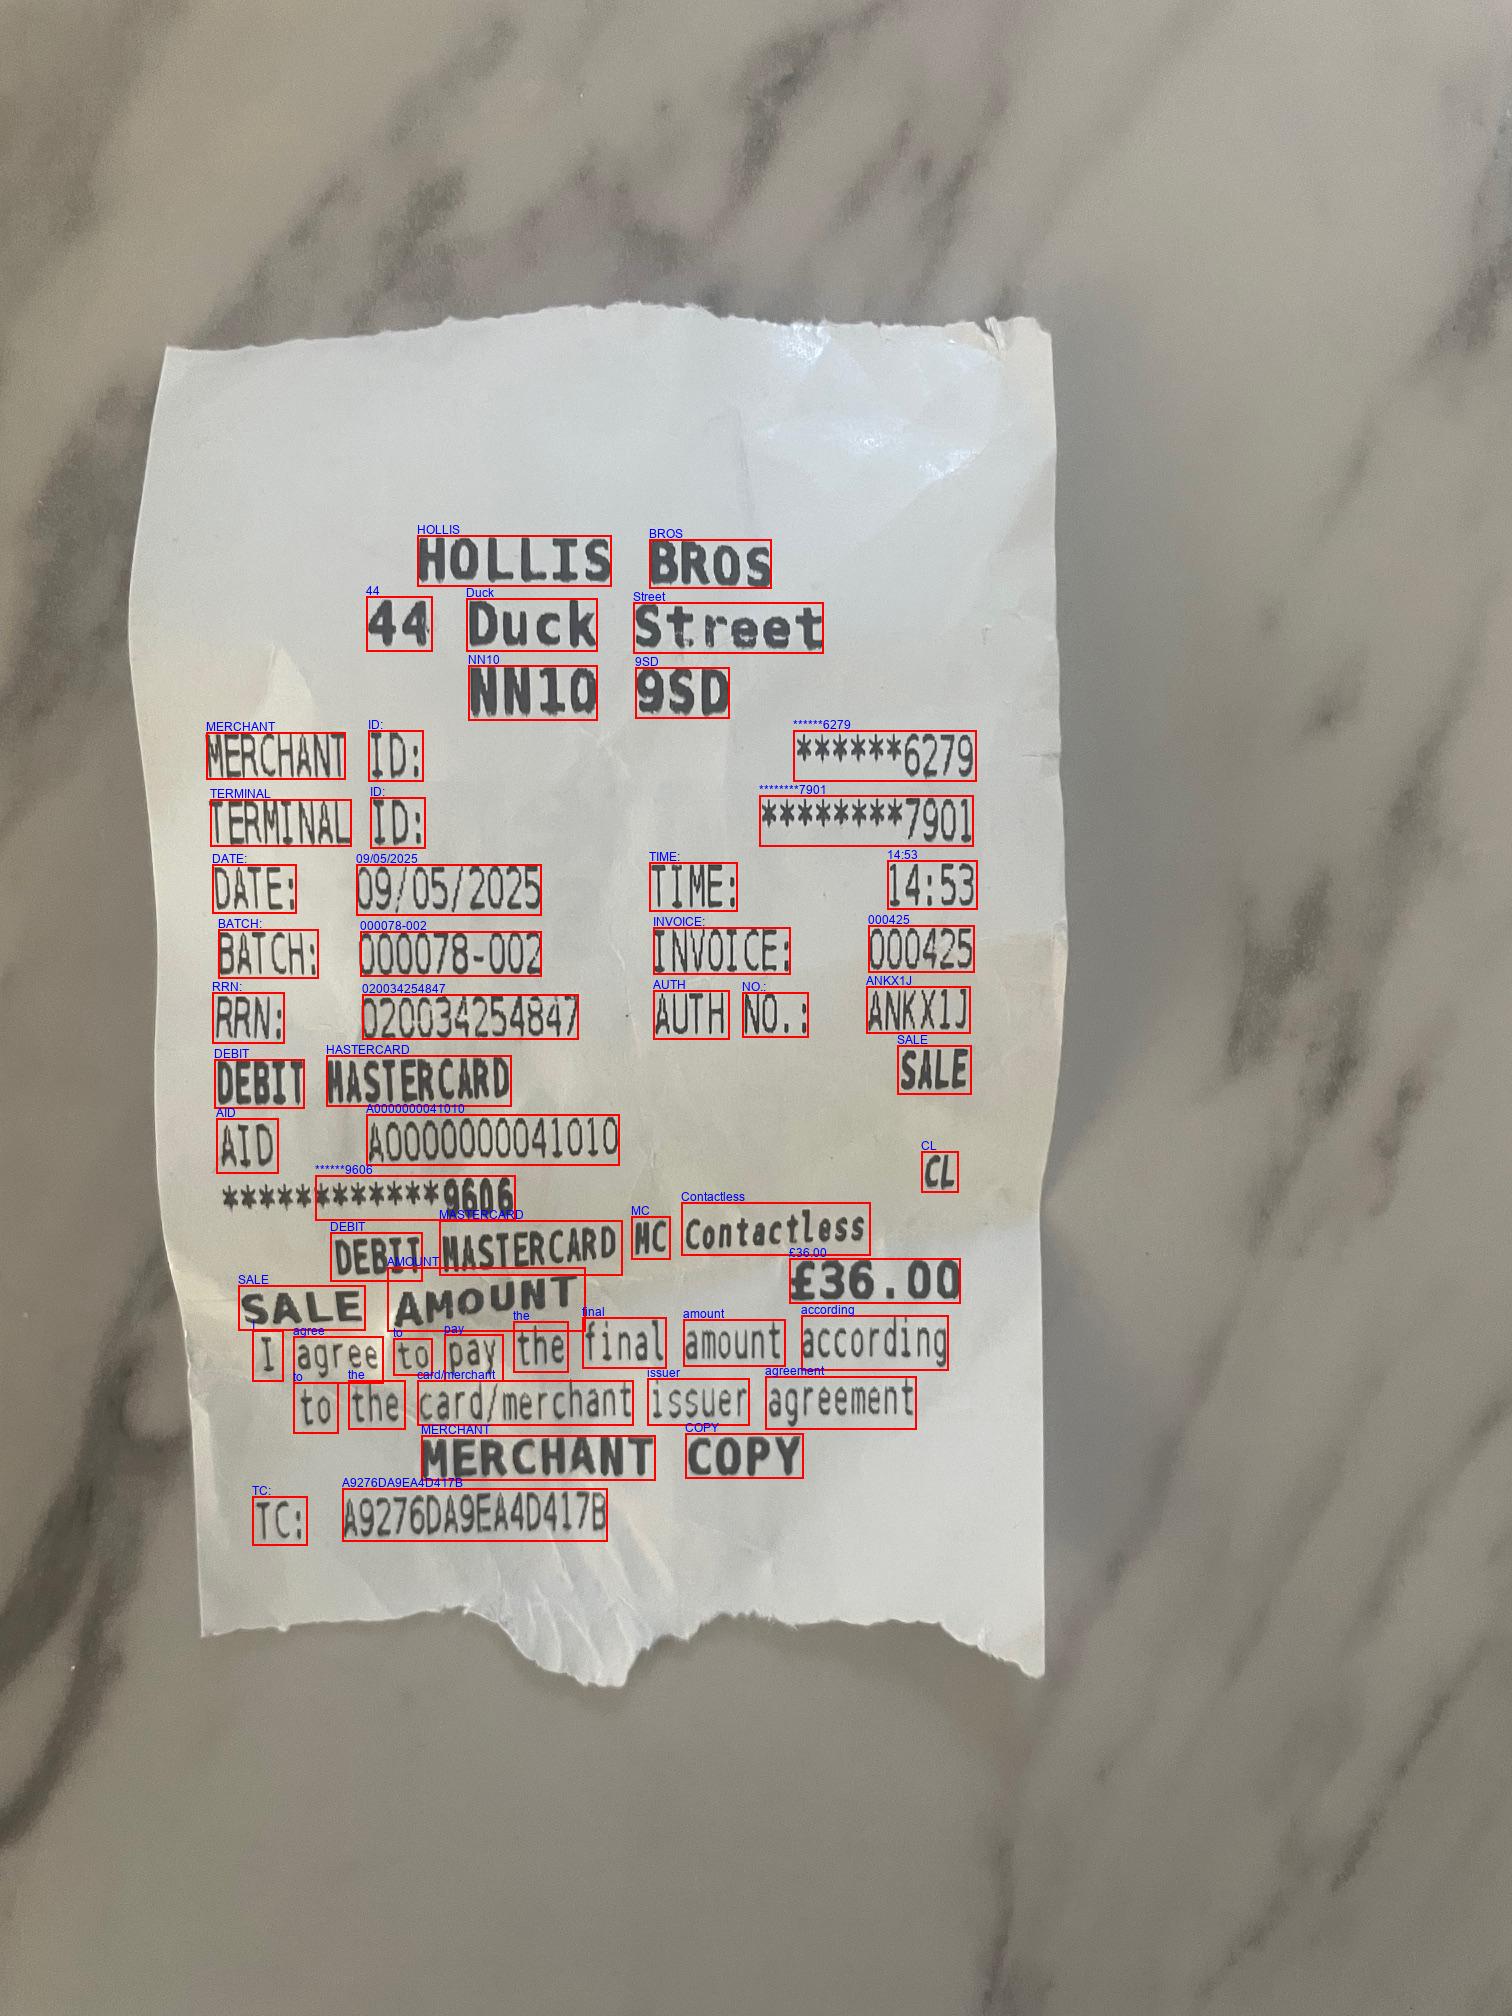 HOLLIS BROS
44 Duck Street
NN10 9SD
MERCHANT ID: ******6279
TERMINAL ID: ********7901
DATE: 09/05/2025 TIME: 14:53
BATCH: 000078-002 INVOICE: 000425
RRN: 020034254847 AUTH NO.: ANKX1J
DEBIT MASTERCARD SALE
AID A0000000041010
************9606 CL
DEBIT MASTERCARD MC Contactless
SALE AMOUNT £36.00
I agree to pay the final amount according
to the card/merchant issuer agreement
MERCHANT COPY
TC: A9276DA9EA4D417B